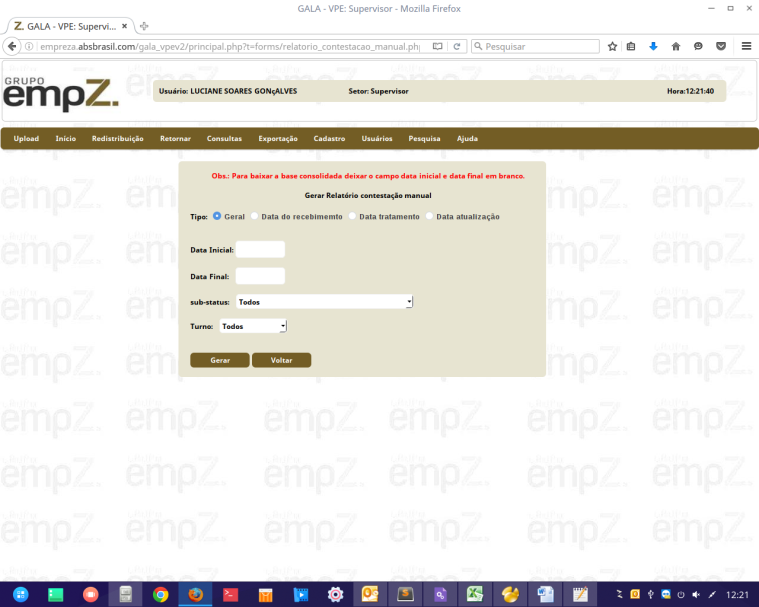 GALA - VPE: Supervisor - Mozilla Firefox
Z. GALA - VPE: Supervi... ×
empreza.absbrasil.com/gala_vpev2/principal.php?t=forms/relatorio_contestacao_manual.ph
Pesquisar
GRUPO
empZ.
Usuário: LUCIANE SOARES GONçALVES Setor: Supervisor Hora:12:21:40
Upload Início Redistribuição Retornar Consultas Exportação Cadastro Usuários Pesquisa Ajuda
Obs.: Para baixar a base consolidada deixar o campo data inicial e data final em branco.
Gerar Relatório contestação manual
Tipo: Geral Data do recebimemto Data tratamento Data atualização
Data Inicial:
Data Final:
sub-status: Todos
Turno: Todos
Gerar Voltar
12:21